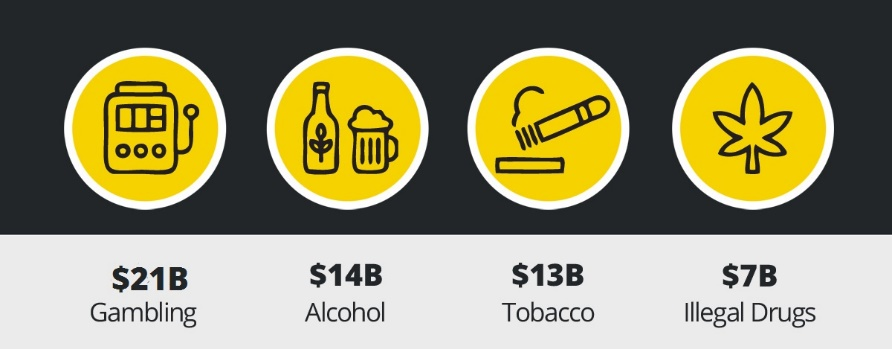 $21B $14B $13B $7B
Gambling Alcohol Tobacco Illegal Drugs